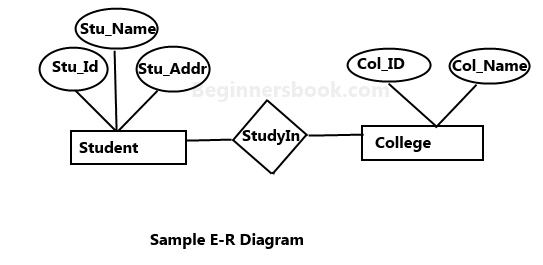 Stu_Name
Stu_Id
Stu_Addr
Col_ID
Col_Name
Beginnersbook.com
Student
StudyIn
College
Sample E-R Diagram